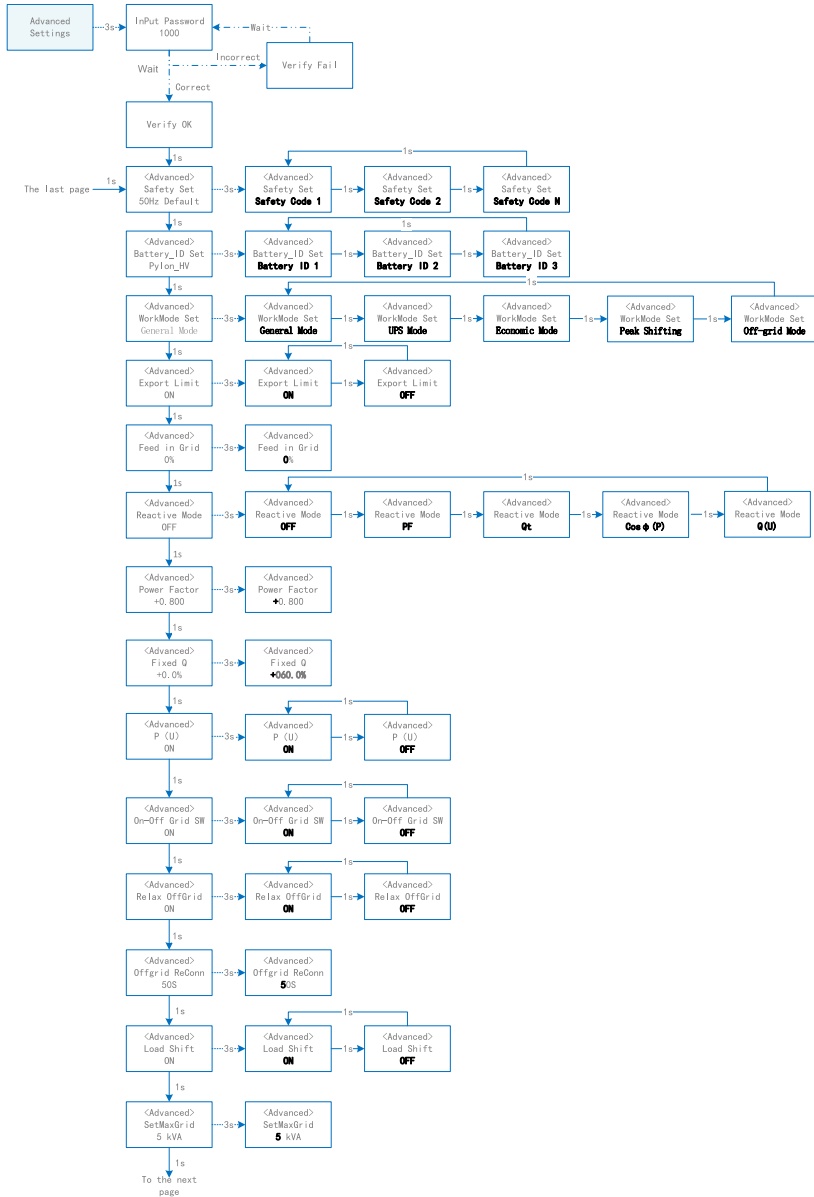 Advanced
Settings
3s
InPut Password
1000
Wait
Incorrect
Verify Fail
Wait
Correct
Verify OK
1s
The last page
1s
<Advanced>
Safety Set
50Hz Default
3s
<Advanced>
Safety Set
Safety Code 1
1s
<Advanced>
Safety Set
Safety Code 2
1s
<Advanced>
Safety Set
Safety Code N
1s
1s
<Advanced>
Battery_ID Set
Pylon_HV
3s
<Advanced>
Battery_ID Set
Battery ID 1
1s
<Advanced>
Battery_ID Set
Battery ID 2
1s
<Advanced>
Battery_ID Set
Battery ID 3
1s
1s
<Advanced>
WorkMode Set
General Mode
3s
<Advanced>
WorkMode Set
General Mode
1s
<Advanced>
WorkMode Set
UPS Mode
1s
<Advanced>
WorkMode Set
Economic Mode
1s
<Advanced>
WorkMode Set
Peak Shifting
1s
<Advanced>
WorkMode Set
Off-grid Mode
1s
1s
<Advanced>
Export Limit
ON
3s
<Advanced>
Export Limit
ON
1s
<Advanced>
Export Limit
OFF
1s
1s
<Advanced>
Feed in Grid
0%
3s
<Advanced>
Feed in Grid
0%
1s
<Advanced>
Reactive Mode
OFF
3s
<Advanced>
Reactive Mode
OFF
1s
<Advanced>
Reactive Mode
PF
1s
<Advanced>
Reactive Mode
Qt
1s
<Advanced>
Reactive Mode
Cosφ(P)
1s
<Advanced>
Reactive Mode
Q(U)
1s
1s
<Advanced>
Power Factor
+0.800
3s
<Advanced>
Power Factor
+0.800
1s
<Advanced>
Fixed Q
+0.0%
3s
<Advanced>
Fixed Q
+060.0%
1s
<Advanced>
P (U)
ON
3s
<Advanced>
P (U)
ON
1s
<Advanced>
P (U)
OFF
1s
1s
<Advanced>
On-Off Grid SW
ON
3s
<Advanced>
On-Off Grid SW
ON
1s
<Advanced>
On-Off Grid SW
OFF
1s
1s
<Advanced>
Relax OffGrid
ON
3s
<Advanced>
Relax OffGrid
ON
1s
<Advanced>
Relax OffGrid
OFF
1s
1s
<Advanced>
Offgrid ReConn
50S
3s
<Advanced>
Offgrid ReConn
50S
1s
<Advanced>
Load Shift
ON
3s
<Advanced>
Load Shift
ON
1s
<Advanced>
Load Shift
OFF
1s
1s
<Advanced>
SetMaxGrid
5 kVA
3s
<Advanced>
SetMaxGrid
5 kVA
1s
To the next
page